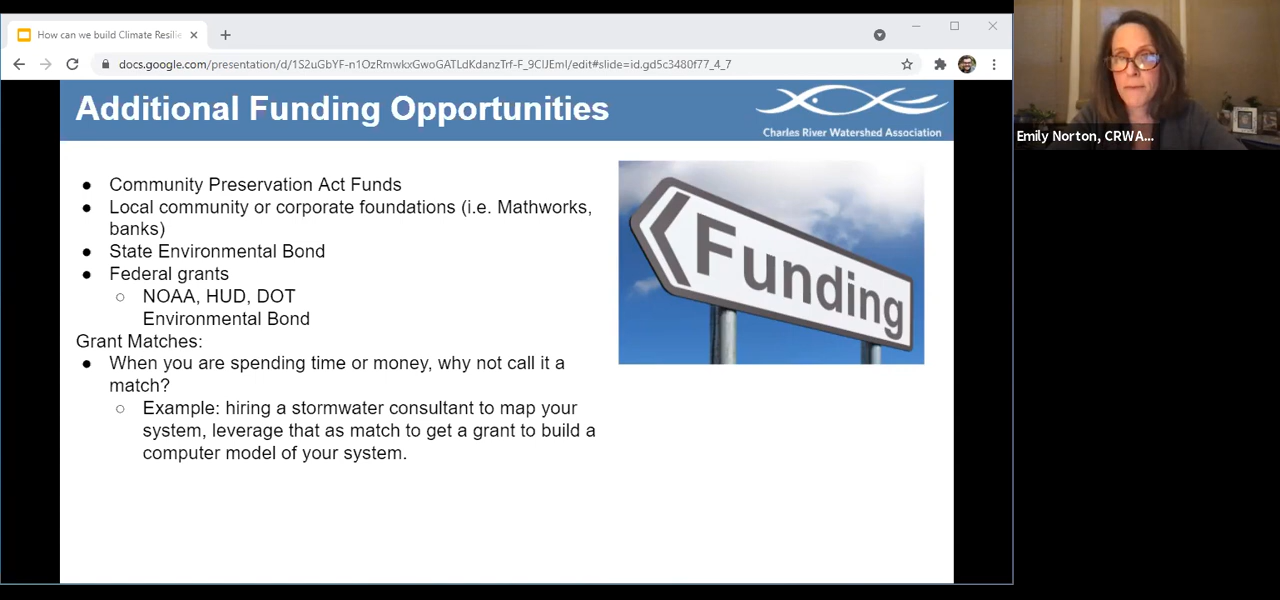 How can we build Climate Resilie
docs.google.com/presentation/d/1S2uGbYF-n1OzRmwkxGwoGATLdKdanzTrf-F_9ClJEmI/edit#slide=id.gd5c3480f77_4_7
Additional Funding Opportunities
Charles River Watershed Association
● Community Preservation Act Funds
● Local community or corporate foundations (i.e. Mathworks,
banks)
● State Environmental Bond
● Federal grants
○ NOAA, HUD, DOT
Environmental Bond
Grant Matches:
● When you are spending time or money, why not call it a
match?
○ Example: hiring a stormwater consultant to map your
system, leverage that as match to get a grant to build a
computer model of your system.
Funding
Emily Norton, CRWA...